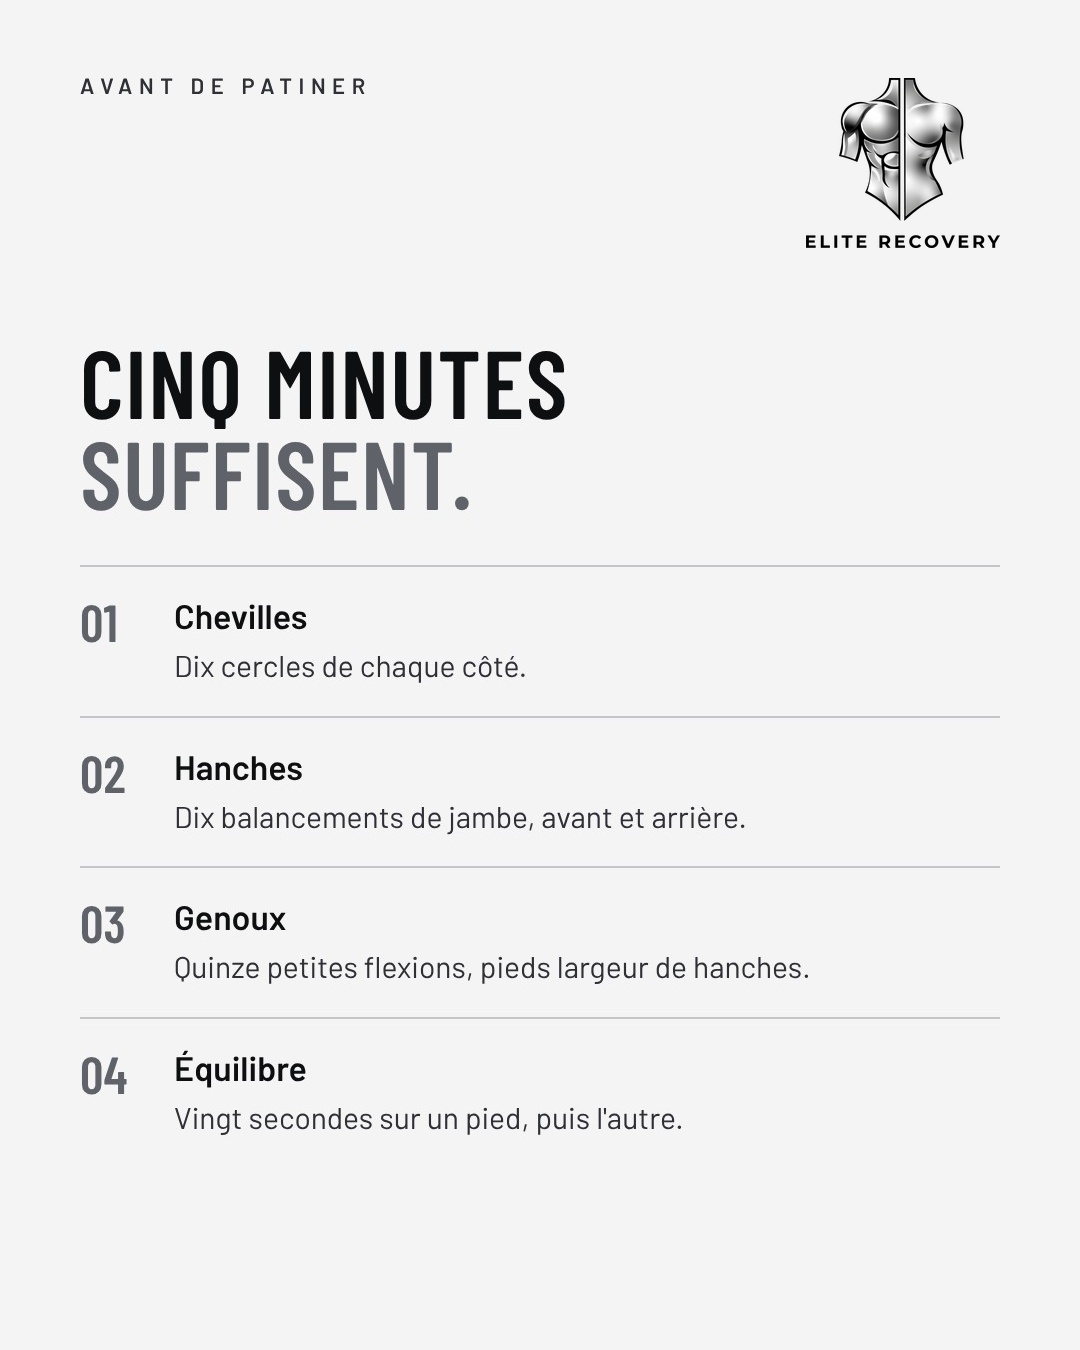 AVANT DE PATINER
ELITE RECOVERY
CINQ MINUTES
SUFFISENT.
01 Chevilles
Dix cercles de chaque côté.
02 Hanches
Dix balancements de jambe, avant et arrière.
03 Genoux
Quinze petites flexions, pieds largeur de hanches.
04 Équilibre
Vingt secondes sur un pied, puis l'autre.